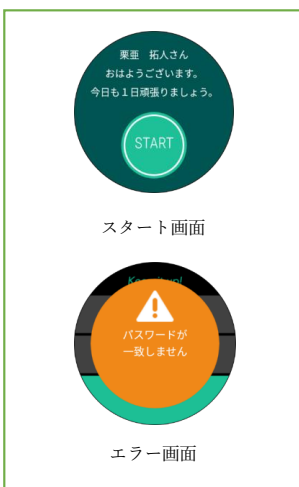 栗亜 拓人さん
おはようございます。
今日も１日頑張りましょう。
START
スタート画面
パスワードが
一致しません
エラー画面